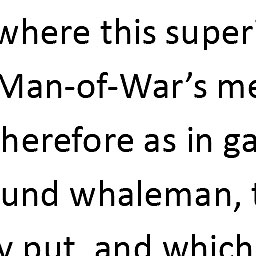 where this super
Man-of-War's me
herefore as in ga
und whaleman, t
y put, and which